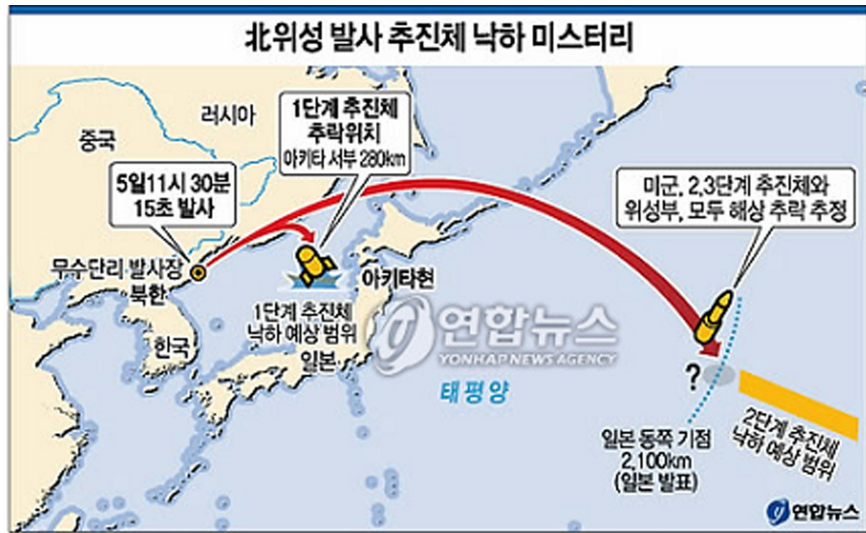 北위성 발사 추진체 낙하 미스터리
러시아
중국
1단계 추진체
추락위치
아키타 서부 280km
5일11시 30분
15초 발사
미군, 2,3단계 추진체와
위성부, 모두 해상 추락 추정
무수단리 발사장
북한
아키타현
1단계 추진체
낙하 예상 범위
한국
일본
연합뉴스
YONHAP NEWS AGENCY
태평양
?
일본 동쪽 기점
2,100km
(일본 발표)
2단계 추진체
낙하 예상 범위
연합뉴스